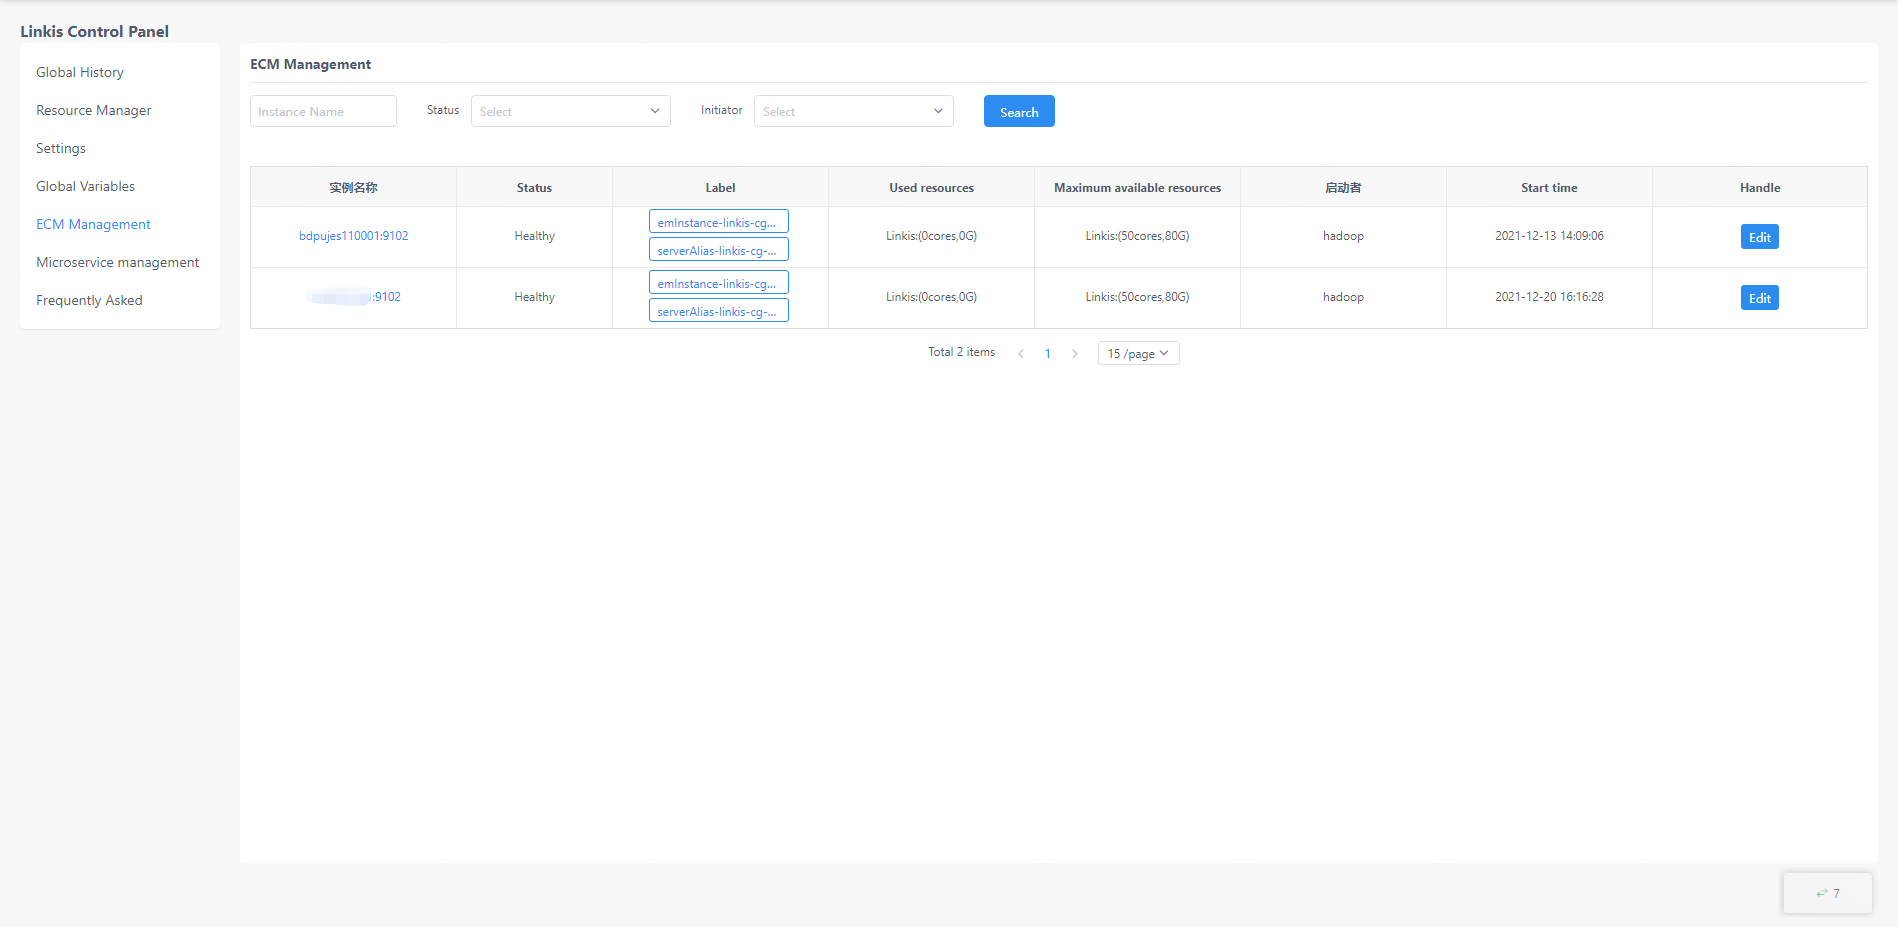 Linkis Control Panel
Global History
Resource Manager
Settings
Global Variables
ECM Management
Microservice management
Frequently Asked
ECM Management
Instance Name Status Select Initiator Select Search
实例名称 Status Label Used resources Maximum available resources 启动者 Start time Handle
emInstance-linkis-cg...
bdpujes110001:9102 Healthy Linkis:(0cores,0G) Linkis:(50cores,80G) hadoop 2021-12-13 14:09:06 Edit
serverAlias-linkis-cg-...
emInstance-linkis-cg...
:9102 Healthy Linkis:(0cores,0G) Linkis:(50cores,80G) hadoop 2021-12-20 16:16:28 Edit
serverAlias-linkis-cg-...
Total 2 items 1 15 /page
7